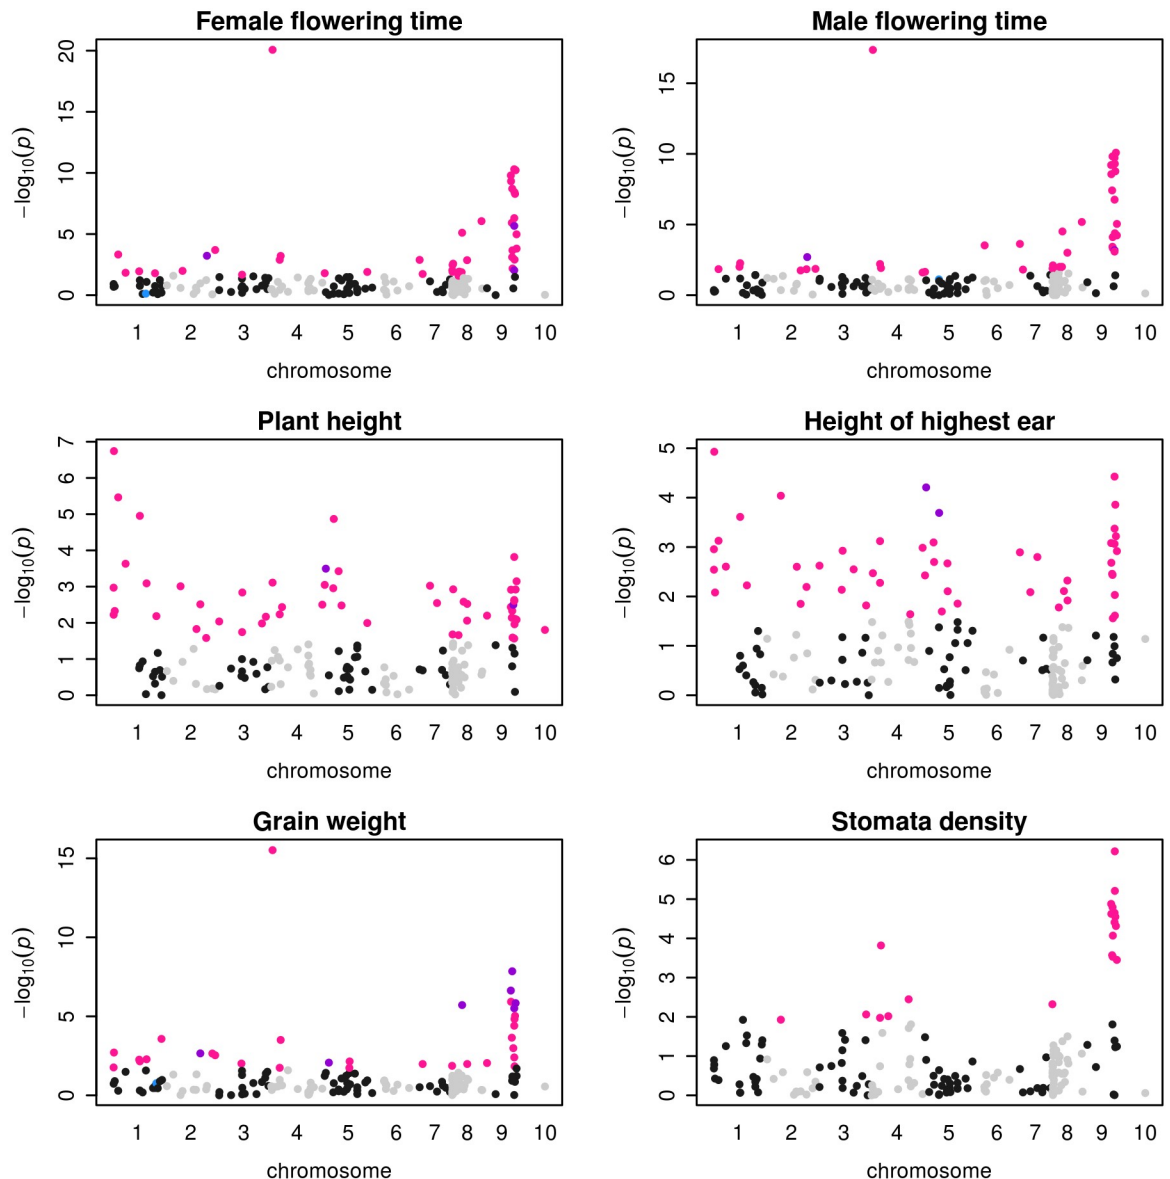 Female flowering time
−log10(p)
20
15
10
5
0
1 2 3 4 5 6 7 8 9 10
chromosome
Male flowering time
−log10(p)
15
10
5
0
1 2 3 4 5 6 7 8 9 10
chromosome
Plant height
−log10(p)
7
6
5
4
3
2
1
0
1 2 3 4 5 6 7 8 9 10
chromosome
Height of highest ear
−log10(p)
5
4
3
2
1
0
1 2 3 4 5 6 7 8 9 10
chromosome
Grain weight
−log10(p)
15
10
5
0
1 2 3 4 5 6 7 8 9 10
chromosome
Stomata density
−log10(p)
6
5
4
3
2
1
0
1 2 3 4 5 6 7 8 9 10
chromosome